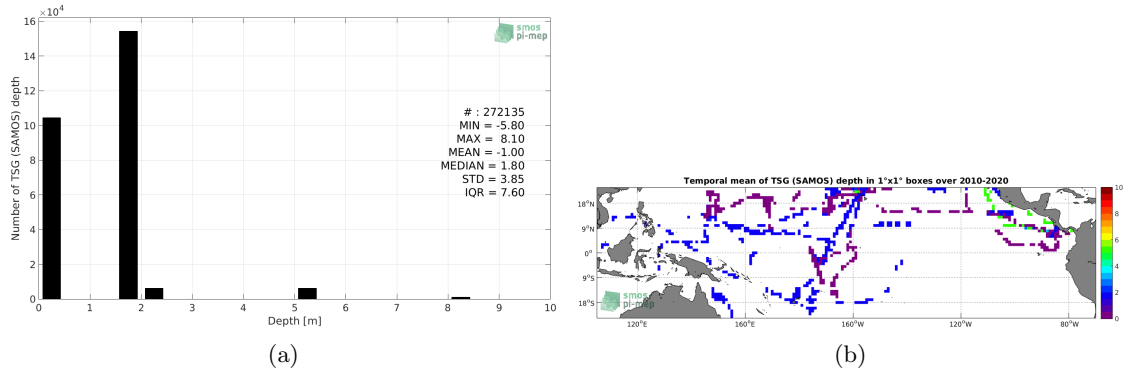 ×10⁴
16
14
12
10
8
6
4
2
0
Number of TSG (SAMOS) depth
smos
pi-mep
# : 272135
MIN = -5.80
MAX = 8.10
MEAN = -1.00
MEDIAN = 1.80
STD = 3.85
IQR = 7.60
0 1 2 3 4 5 6 7 8 9 10
Depth [m]
(a)
Temporal mean of TSG (SAMOS) depth in 1°x1° boxes over 2010-2020
18°N
9°N
0°
9°S
18°S
smos
pi-mep
120°E 160°E 160°W 120°W 80°W
10
8
6
4
2
0
(b)